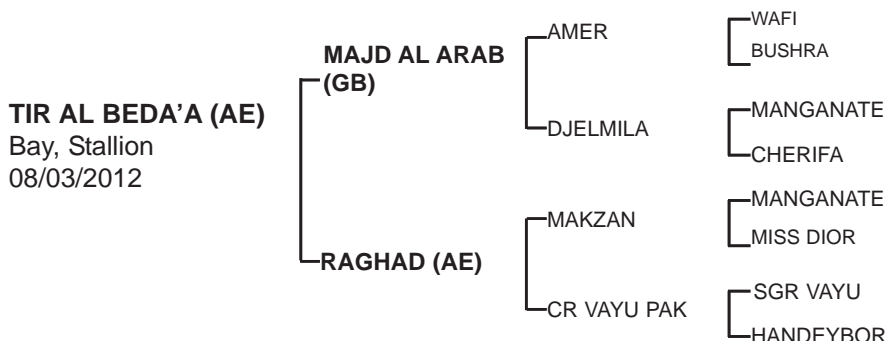 TIR AL BEDA'A (AE)
Bay, Stallion
08/03/2012
MAJD AL ARAB
(GB)
RAGHAD (AE)
AMER
DJELMILA
MAKZAN
CR VAYU PAK
WAFI
BUSHRA
MANGANATE
CHERIFA
MANGANATE
MISS DIOR
SGR VAYU
HANDEYBOR